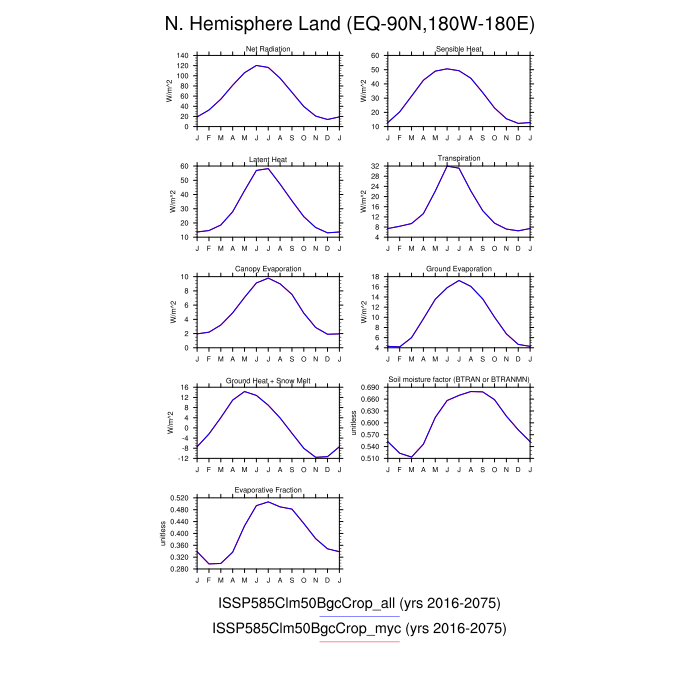 N. Hemisphere Land (EQ-90N,180W-180E)
Net Radiation
W/m^2
140
120
100
80
60
40
20
0
J F M A M J J A S O N D J
Sensible Heat
W/m^2
60
50
40
30
20
10
J F M A M J J A S O N D J
Latent Heat
W/m^2
60
50
40
30
20
10
J F M A M J J A S O N D J
Transpiration
W/m^2
32
28
24
20
16
12
8
4
J F M A M J J A S O N D J
Canopy Evaporation
W/m^2
10
8
6
4
2
0
J F M A M J J A S O N D J
Ground Evaporation
W/m^2
18
16
14
12
10
8
6
4
J F M A M J J A S O N D J
Ground Heat + Snow Melt
W/m^2
16
12
8
4
0
-4
-8
-12
J F M A M J J A S O N D J
Soil moisture factor (BTRAN or BTRANMN)
unitless
0.690
0.660
0.630
0.600
0.570
0.540
0.510
J F M A M J J A S O N D J
Evaporative Fraction
unitless
0.520
0.480
0.440
0.400
0.360
0.320
0.280
J F M A M J J A S O N D J
ISSP585Clm50BgcCrop_all (yrs 2016-2075)
ISSP585Clm50BgcCrop_myc (yrs 2016-2075)